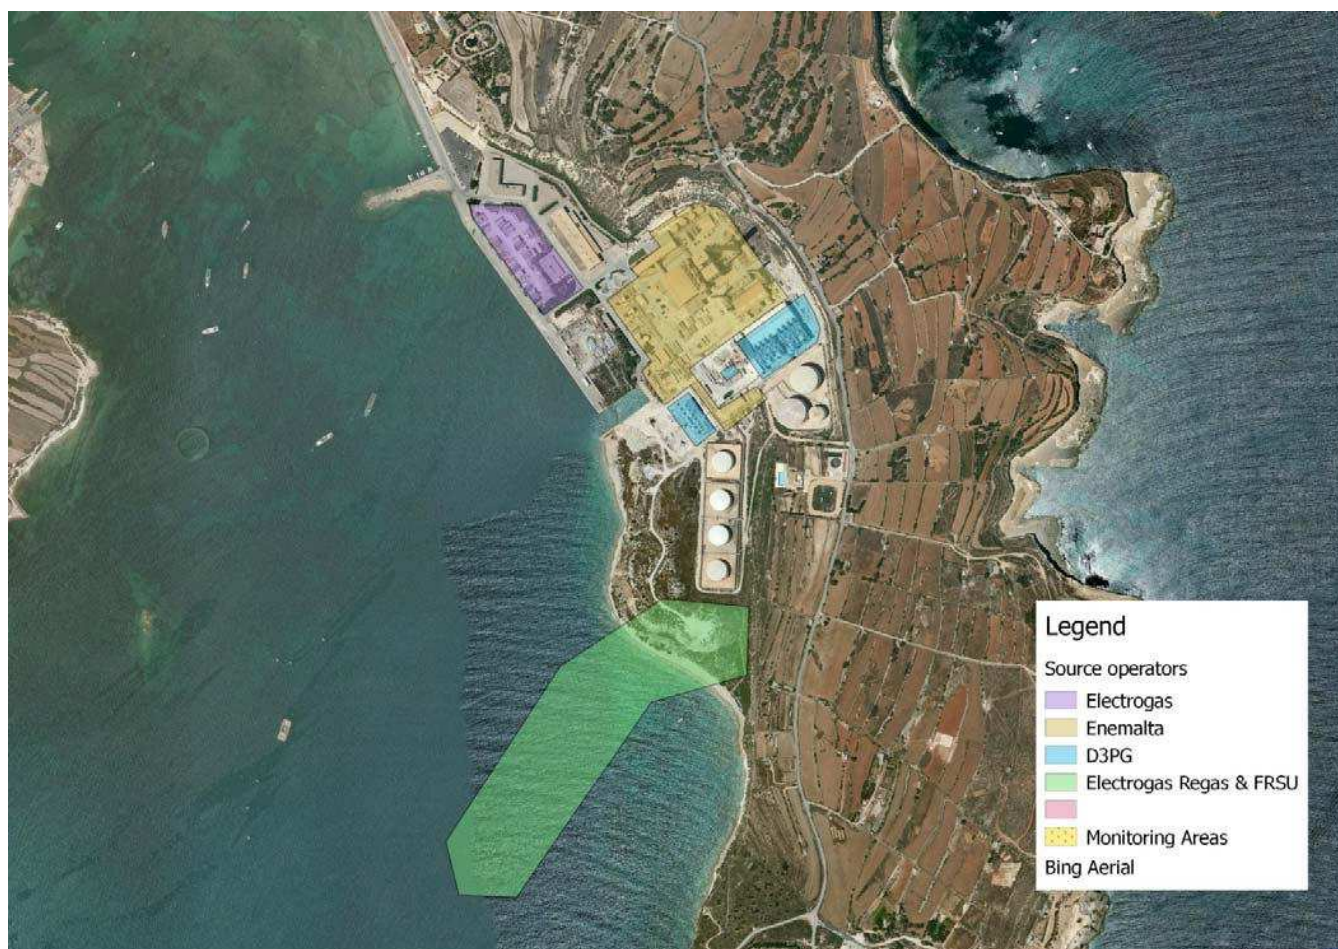 Legend
Source operators
Electrogas
Enemalta
D3PG
Electrogas Regas & FRSU
Monitoring Areas
Bing Aerial